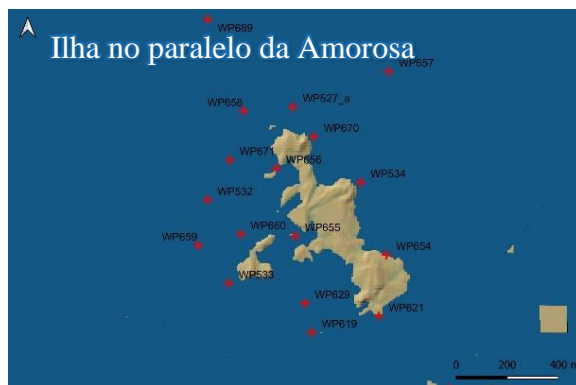 WP689
Ilha no paralelo da Amorosa
WP657
WP658
WP527_a
WP670
WP671
WP656
WP534
WP532
WP660
WP655
WP659
WP654
WP533
WP629
WP621
WP619
0 200 400 m